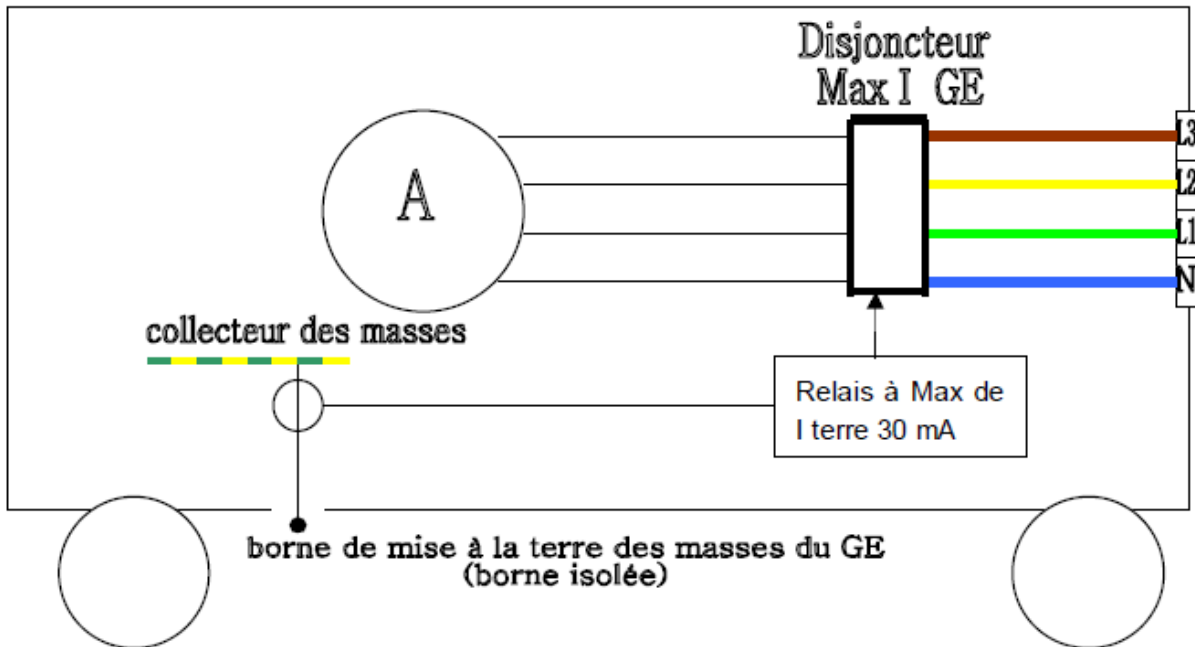 Disjoncteur
Max I GE
L3
L2
L1
N
A
collecteur des masses
Relais à Max de
I terre 30 mA
borne de mise à la terre des masses du GE
(borne isolée)